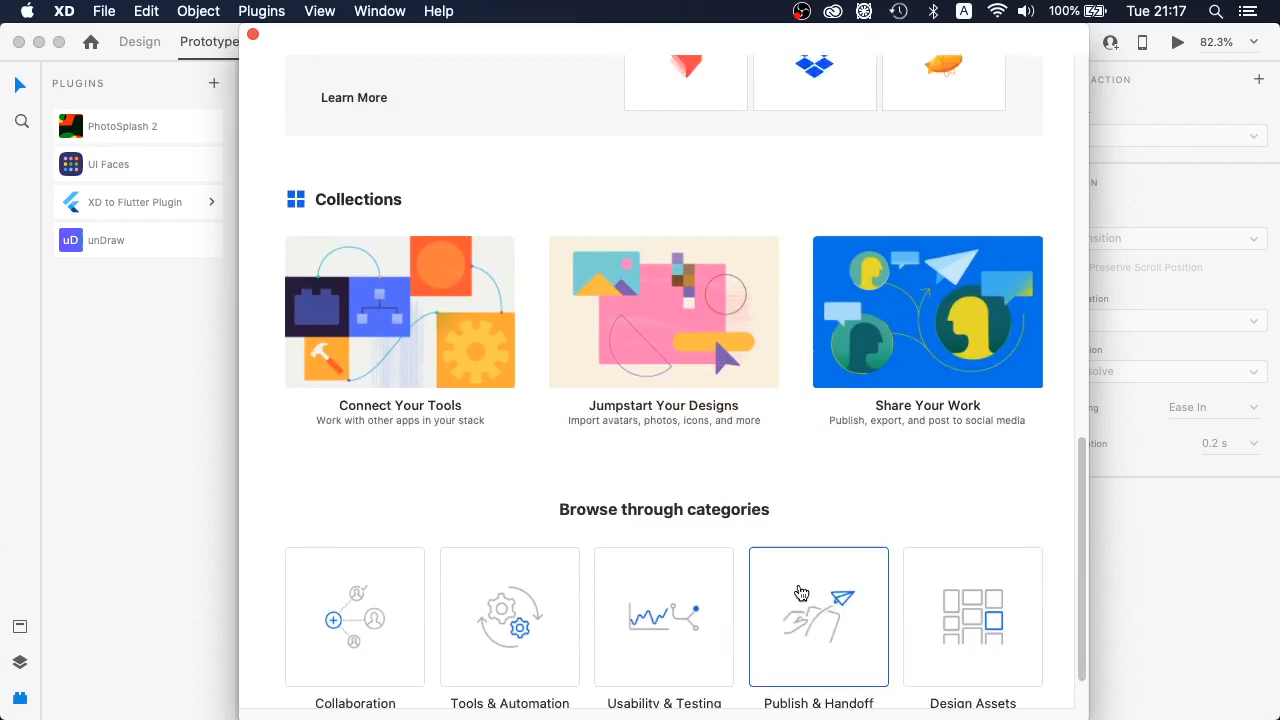 XD File Edit Object Plugins View Window Help A 100% Tue 21:17
Design Prototype 82.3%
PLUGINS
PhotoSplash 2
UI Faces
XD to Flutter Plugin
uD unDraw
Learn More
Collections
Connect Your Tools
Work with other apps in your stack
Jumpstart Your Designs
Import avatars, photos, icons, and more
Share Your Work
Publish, export, and post to social media
Browse through categories
Collaboration
Tools & Automation
Usability & Testing
Publish & Handoff
Design Assets
Preserve Scroll Position
Ease In
0.2 s